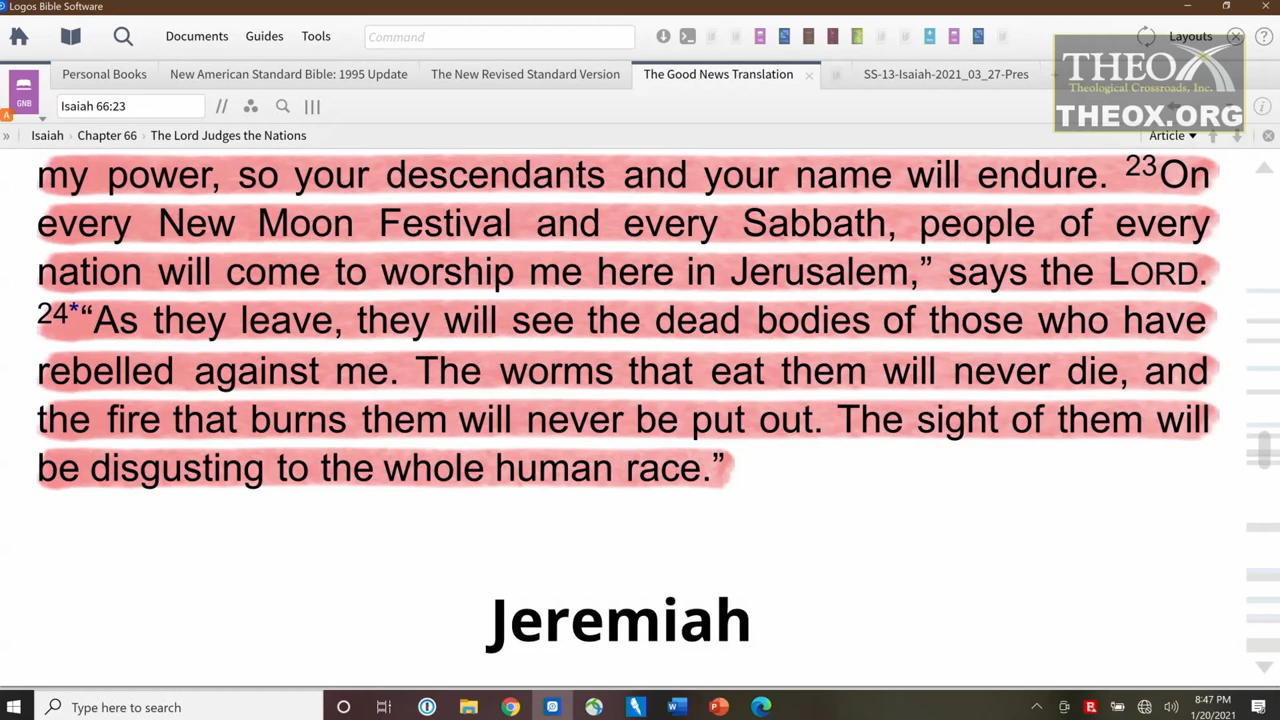 Logos Bible Software
Documents Guides Tools Command Layouts
THEOX
Theological Crossroads, Inc.
THEOX.ORG
GNB
A
Personal Books New American Standard Bible: 1995 Update The New Revised Standard Version The Good News Translation SS-13-Isaiah-2021_03_27-Pres
Isaiah 66:23
Isaiah › Chapter 66 › The Lord Judges the Nations Article
my power, so your descendants and your name will endure. 23On
every New Moon Festival and every Sabbath, people of every
nation will come to worship me here in Jerusalem,” says the LORD.
24*“As they leave, they will see the dead bodies of those who have
rebelled against me. The worms that eat them will never die, and
the fire that burns them will never be put out. The sight of them will
be disgusting to the whole human race.”
Jeremiah
Type here to search
8:47 PM
1/20/2021